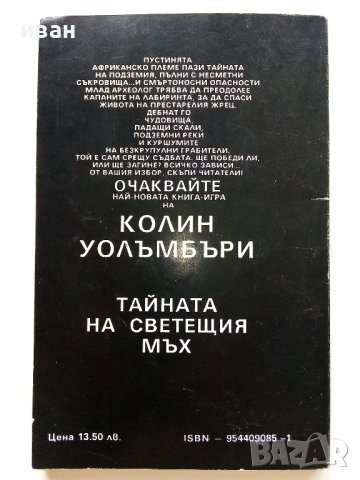 иван
ПУСТИНЯТА
АФРИКАНСКО ПЛЕМЕ ПАЗИ ТАЙНАТА
НА ПОДЗЕМИЯ, ПЪЛНИ С НЕСМЕТНИ
СЪКРОВИЩА...И СМЪРТОНОСНИ ОПАСНОСТИ.
МЛАД АРХЕОЛОГ ТРЯБВА ДА ПРЕОДОЛЕЕ
КАПАНИТЕ НА ЛАБИРИНТА, ЗА ДА СПАСИ
ЖИВОТА НА ПРЕСТАРЕЛИЯ ЖРЕЦ.
ДЕБНАТ ГО
ЧУДОВИЩА,
ПАДАЩИ СКАЛИ,
ПОДЗЕМНИ РЕКИ
И КУРШУМИТЕ
НА БЕЗСКРУПУЛНИ ГРАБИТЕЛИ.
ТОЙ Е САМ СРЕЩУ СЪДБАТА. ЩЕ ПОБЕДИ ЛИ,
ИЛИ ЩЕ ЗАГИНЕ? ВСИЧКО ЗАВИСИ...
ОТ ВАШИЯ ИЗБОР, СКЪПИ ЧИТАТЕЛИ!
ОЧАКВАЙТЕ
НАЙ-НОВАТА КНИГА-ИГРА
НА
КОЛИН
УОЛЪМБЪРИ
ТАЙНАТА
НА СВЕТЕЩИЯ
МЪХ
Цена 13.50 лв.
ISBN – 954409085-1
BAZAR